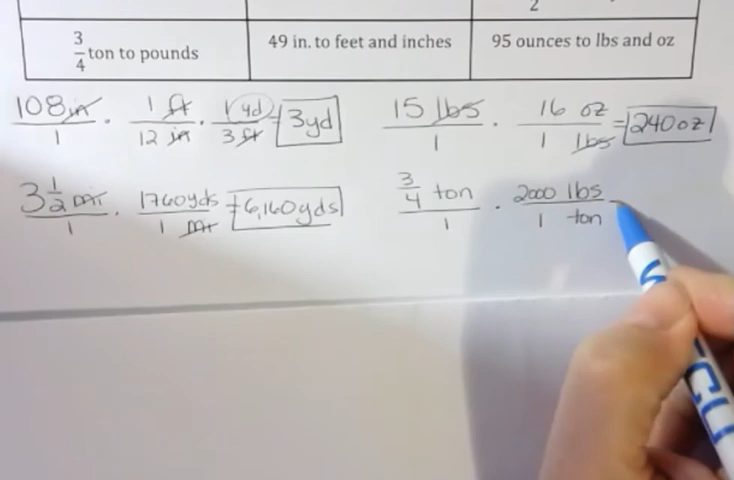 2
3/4 ton to pounds
49 in. to feet and inches
95 ounces to lbs and oz
108 in/1 · 1 ft/12 in · 1 yd/3 ft = 3yd
15 lbs/1 · 16 oz/1 lbs = 240 oz
3 1/2 mi/1 · 1760yds/1 mi = 6,160yds
3/4 ton/1 · 2000 lbs/1 ton